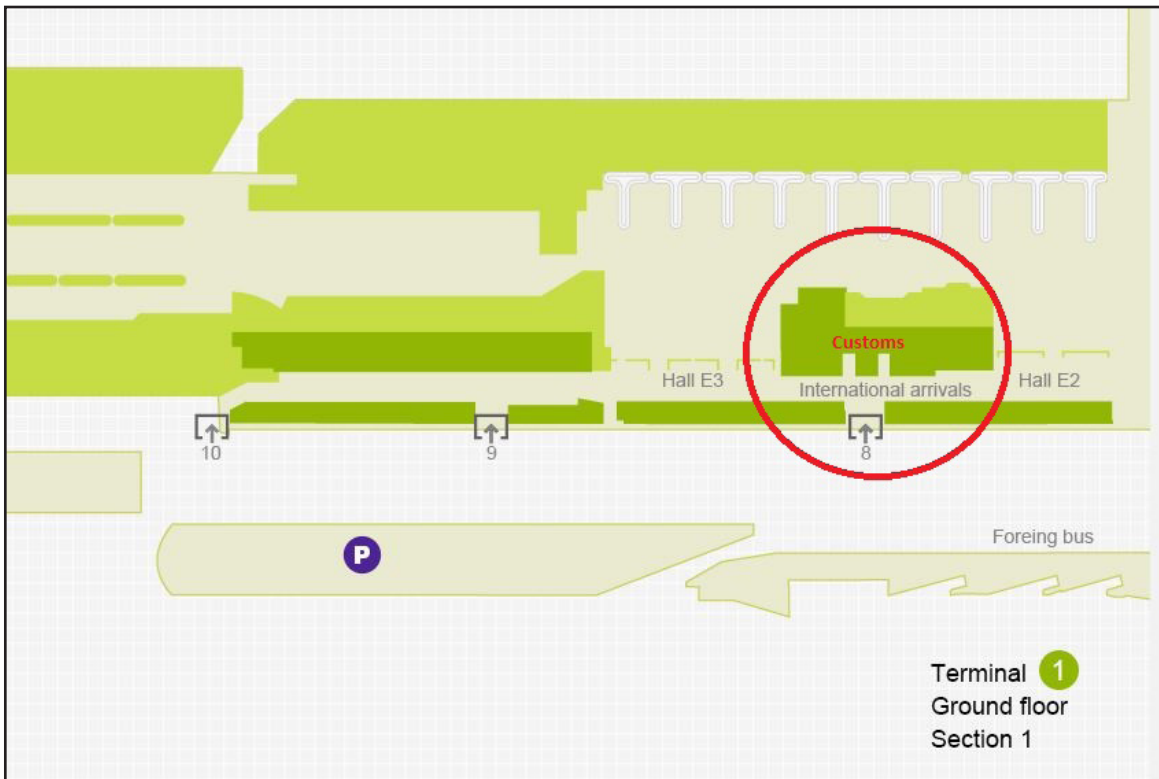 Customs
Hall E3
International arrivals
Hall E2
10
9
8
P
Foreing bus
Terminal 1
Ground floor
Section 1